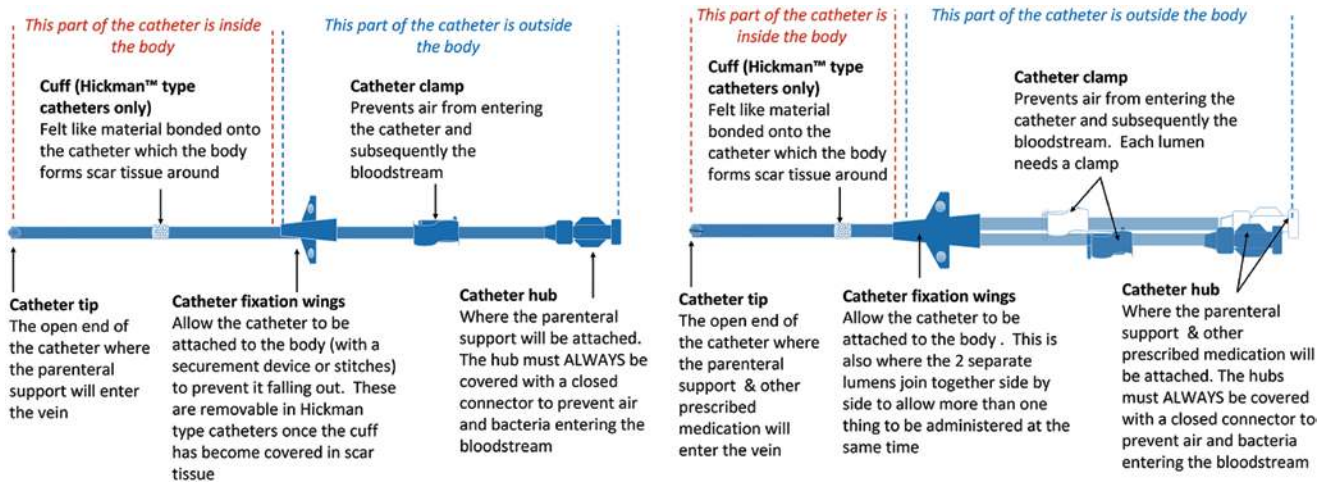 This part of the catheter is inside
the body
This part of the catheter is outside
the body
Cuff (Hickman™ type
catheters only)
Felt like material bonded onto
the catheter which the body
forms scar tissue around
Catheter clamp
Prevents air from entering
the catheter and
subsequently the
bloodstream
Catheter tip
The open end of
the catheter where
the parenteral
support will enter
the vein
Catheter fixation wings
Allow the catheter to be
attached to the body (with a
securement device or stitches)
to prevent it falling out. These
are removable in Hickman
type catheters once the cuff
has become covered in scar
tissue
Catheter hub
Where the parenteral
support will be attached.
The hub must ALWAYS be
covered with a closed
connector to prevent air
and bacteria entering the
bloodstream
This part of the catheter is
inside the body
This part of the catheter is outside the body
Cuff (Hickman™ type
catheters only)
Felt like material
bonded onto the
catheter which the body
forms scar tissue around
Catheter clamp
Prevents air from entering the
catheter and subsequently the
bloodstream. Each lumen
needs a clamp
Catheter tip
The open end of
the catheter where
the parenteral
support & other
prescribed
medication will
enter the vein
Catheter fixation wings
Allow the catheter to be
attached to the body . This is
also where the 2 separate
lumens join together side by
side to allow more than one
thing to be administered at the
same time
Catheter hub
Where the parenteral
support & other
prescribed medication will
be attached. The hubs
must ALWAYS be covered
with a closed connector to
prevent air and bacteria
entering the bloodstream